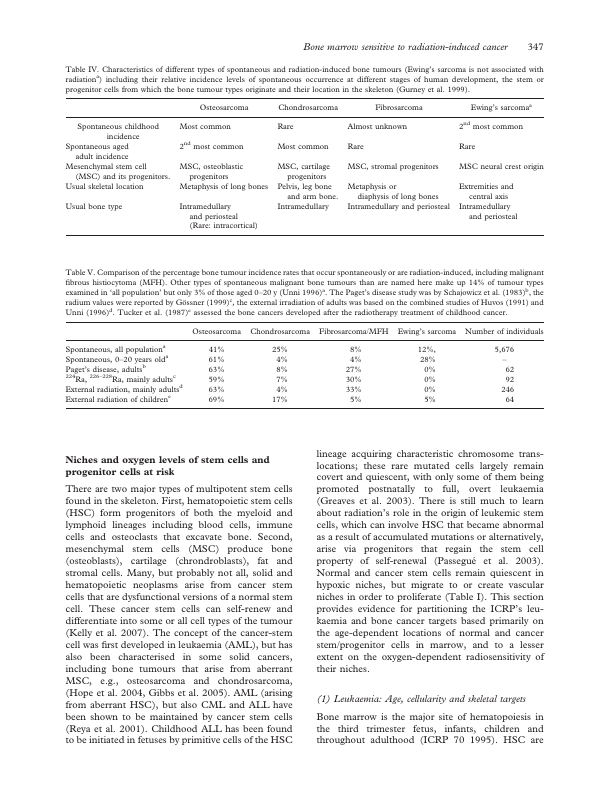 Bone marrow sensitive to radiation-induced cancer 347
Table IV. Characteristics of different types of spontaneous and radiation-induced bone tumours (Ewing's sarcoma is not associated with
radiationa) including their relative incidence levels of spontaneous occurrence at different stages of human development, the stem or
progenitor cells from which the bone tumour types originate and their location in the skeleton (Gurney et al. 1999).
Osteosarcoma Chondrosarcoma Fibrosarcoma Ewing's sarcomaa
Spontaneous childhood Most common Rare Almost unknown 2nd most common
incidence
Spontaneous aged 2nd most common Most common Rare Rare
adult incidence
Mesenchymal stem cell MSC, osteoblastic MSC, cartilage MSC, stromal progenitors MSC neural crest origin
(MSC) and its progenitors. progenitors progenitors
Usual skeletal location Metaphysis of long bones Pelvis, leg bone Metaphysis or Extremities and
and arm bone. diaphysis of long bones central axis
Usual bone type Intramedullary Intramedullary Intramedullary and periosteal Intramedullary
and periosteal and periosteal
(Rare: intracortical)
Table V. Comparison of the percentage bone tumour incidence rates that occur spontaneously or are radiation-induced, including malignant
fibrous histiocytoma (MFH). Other types of spontaneous malignant bone tumours than are named here make up 14% of tumour types
examined in 'all population' but only 3% of those aged 0–20 y (Unni 1996)a. The Paget's disease study was by Schajowicz et al. (1983)b, the
radium values were reported by Gössner (1999)c, the external irradiation of adults was based on the combined studies of Huvos (1991) and
Unni (1996)d. Tucker et al. (1987)e assessed the bone cancers developed after the radiotherapy treatment of childhood cancer.
Osteosarcoma Chondrosarcoma Fibrosarcoma/MFH Ewing's sarcoma Number of individuals
Spontaneous, all populationa 41% 25% 8% 12%, 5,676
Spontaneous, 0–20 years olda 61% 4% 4% 28% –
Paget's disease, adultsb 63% 8% 27% 0% 62
224Ra, 226–228Ra, mainly adultsc 59% 7% 30% 0% 92
External radiation, mainly adultsd 63% 4% 33% 0% 246
External radiation of childrene 69% 17% 5% 5% 64
Niches and oxygen levels of stem cells and
progenitor cells at risk
There are two major types of multipotent stem cells
found in the skeleton. First, hematopoietic stem cells
(HSC) form progenitors of both the myeloid and
lymphoid lineages including blood cells, immune
cells and osteoclasts that excavate bone. Second,
mesenchymal stem cells (MSC) produce bone
(osteoblasts), cartilage (chrondroblasts), fat and
stromal cells. Many, but probably not all, solid and
hematopoietic neoplasms arise from cancer stem
cells that are dysfunctional versions of a normal stem
cell. These cancer stem cells can self-renew and
differentiate into some or all cell types of the tumour
(Kelly et al. 2007). The concept of the cancer-stem
cell was first developed in leukaemia (AML), but has
also been characterised in some solid cancers,
including bone tumours that arise from aberrant
MSC, e.g., osteosarcoma and chondrosarcoma,
(Hope et al. 2004, Gibbs et al. 2005). AML (arising
from aberrant HSC), but also CML and ALL have
been shown to be maintained by cancer stem cells
(Reya et al. 2001). Childhood ALL has been found
to be initiated in fetuses by primitive cells of the HSC
lineage acquiring characteristic chromosome trans-
locations; these rare mutated cells largely remain
covert and quiescent, with only some of them being
promoted postnatally to full, overt leukaemia
(Greaves et al. 2003). There is still much to learn
about radiation's role in the origin of leukemic stem
cells, which can involve HSC that became abnormal
as a result of accumulated mutations or alternatively,
arise via progenitors that regain the stem cell
property of self-renewal (Passegué et al. 2003).
Normal and cancer stem cells remain quiescent in
hypoxic niches, but migrate to or create vascular
niches in order to proliferate (Table I). This section
provides evidence for partitioning the ICRP's leu-
kaemia and bone cancer targets based primarily on
the age-dependent locations of normal and cancer
stem/progenitor cells in marrow, and to a lesser
extent on the oxygen-dependent radiosensitivity of
their niches.
(1) Leukaemia: Age, cellularity and skeletal targets
Bone marrow is the major site of hematopoiesis in
the third trimester fetus, infants, children and
throughout adulthood (ICRP 70 1995). HSC are